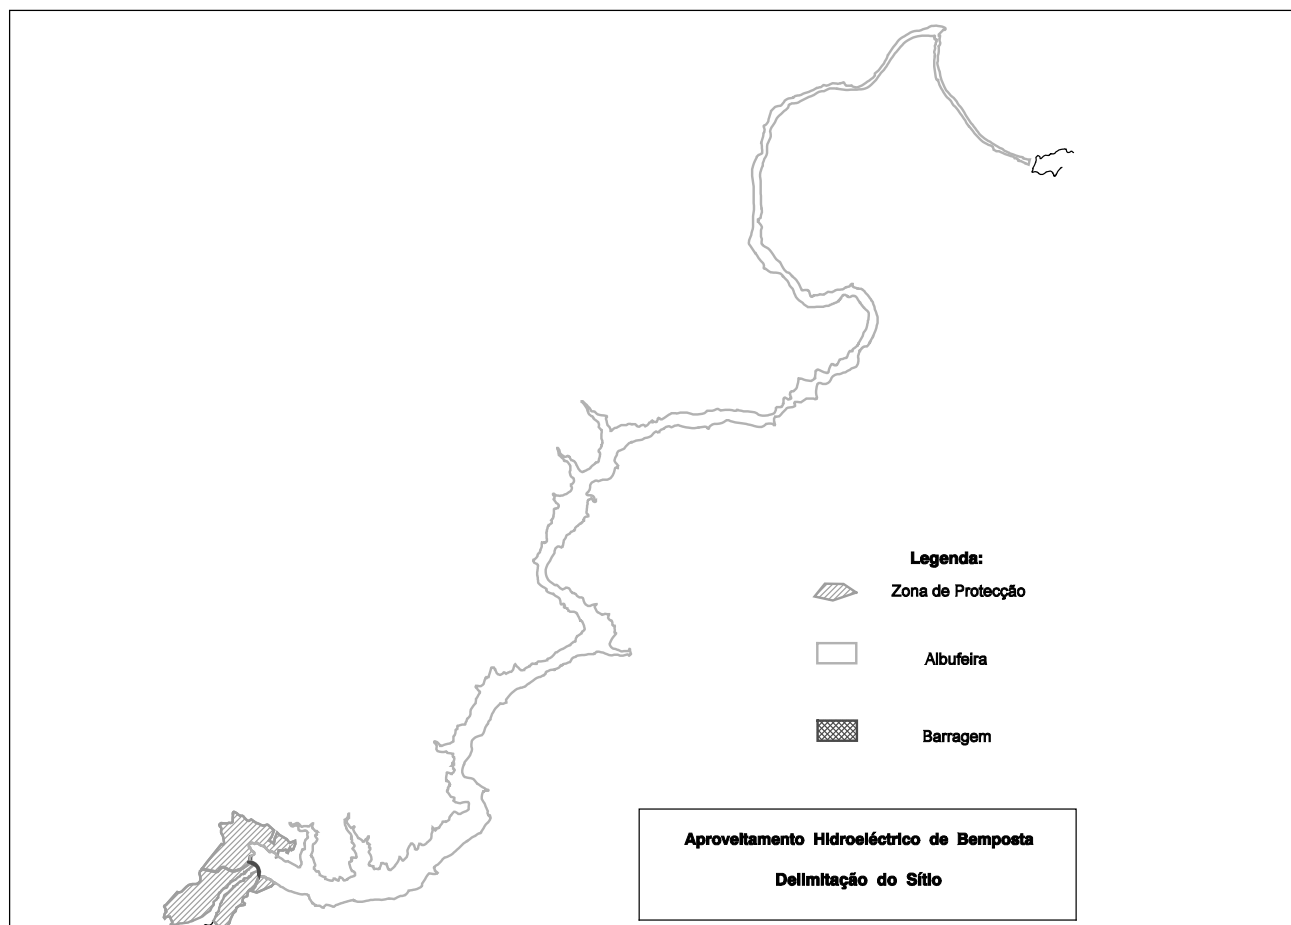 Legenda:
Zona de Protecção
Albufeira
Barragem
Aproveitamento Hidroeléctrico de Bemposta
Delimitação do Sítio